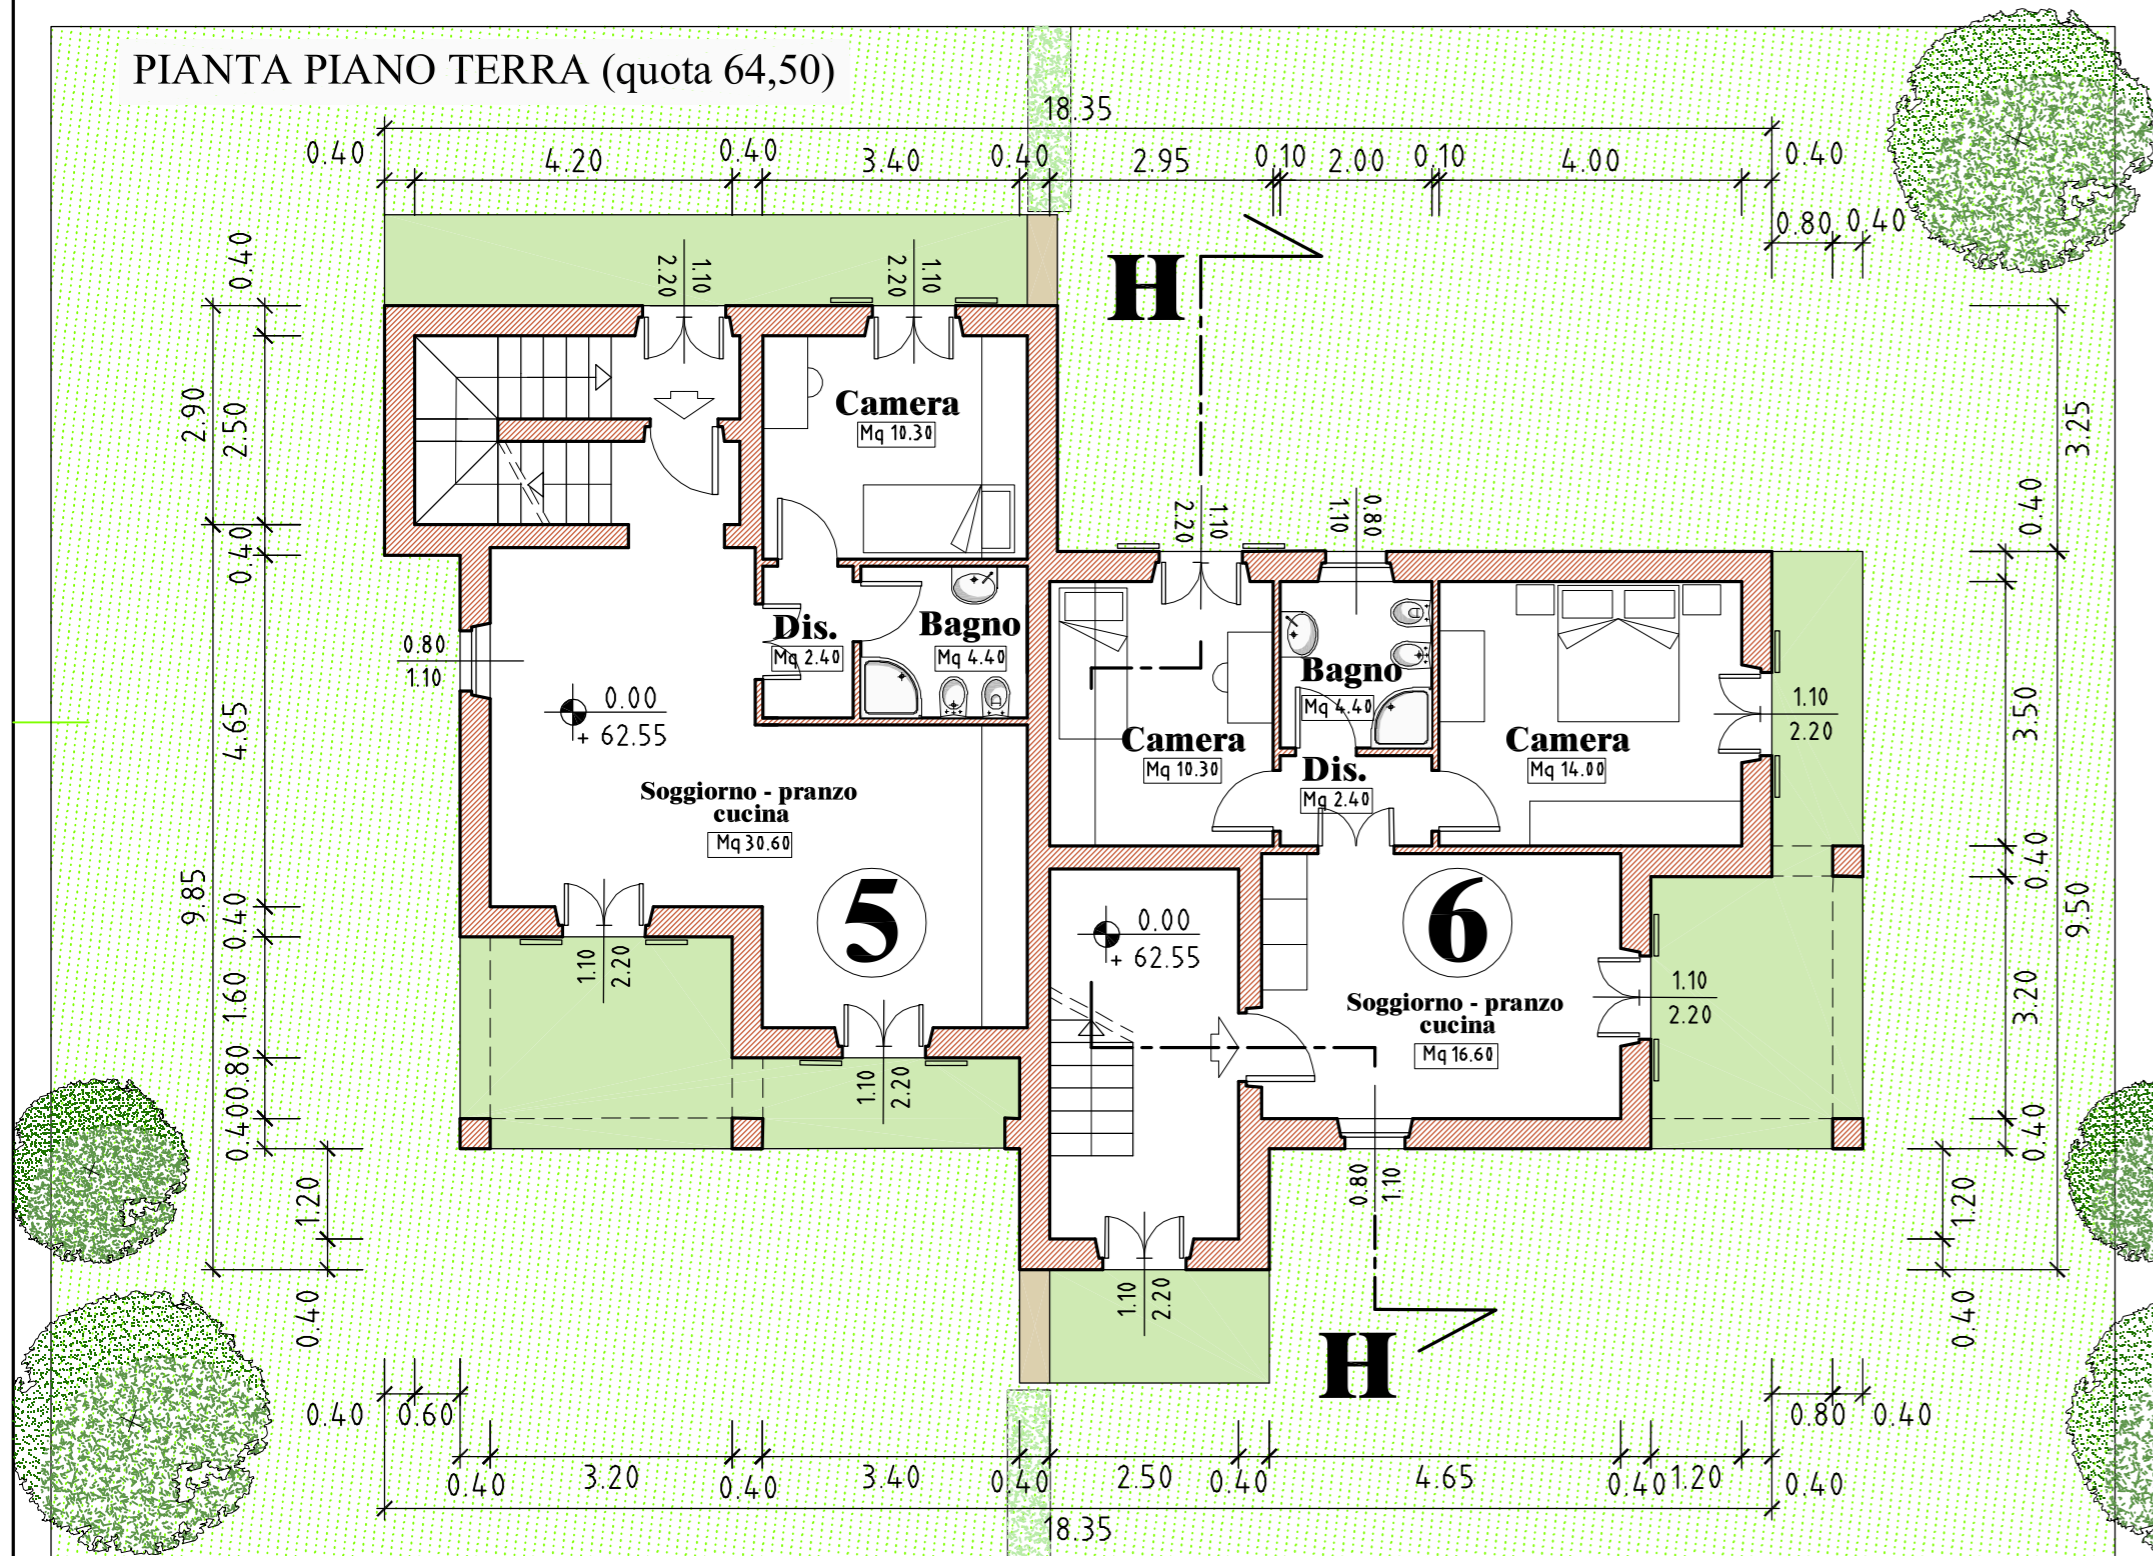 PIANTA PIANO TERRA (quota 64,50)
18.35
0.40 4.20 0.40 3.40 0.40 2.95 0.10 2.00 0.10 4.00 0.40
0.80 0.40
H
0.40
2.90
2.50
0.40
4.65
9.85
0.40
1.60
0.80
0.40
1.20
0.40
2.20 1.10
2.20 1.10
Camera
Mq 10.30
Dis.
Mq 2.40
Bagno
Mq 4.40
0.80
1.10
0.00
+ 62.55
Soggiorno - pranzo
cucina
Mq 30.60
5
1.10 2.20
1.10 2.20
2.20 1.10
1.10 0.80
Camera
Mq 10.30
Bagno
Mq 4.40
Dis.
Mq 2.40
Camera
Mq 14.00
1.10
2.20
0.00
+ 62.55
6
Soggiorno - pranzo
cucina
Mq 16.60
1.10
2.20
0.80 1.10
1.10 2.20
3.25
0.40
3.50
0.40
9.50
3.20
0.40
1.20
0.40
H
0.40 0.60
0.80 0.40
0.40 3.20 0.40 3.40 0.40 2.50 0.40 4.65 0.40 1.20 0.40
18.35